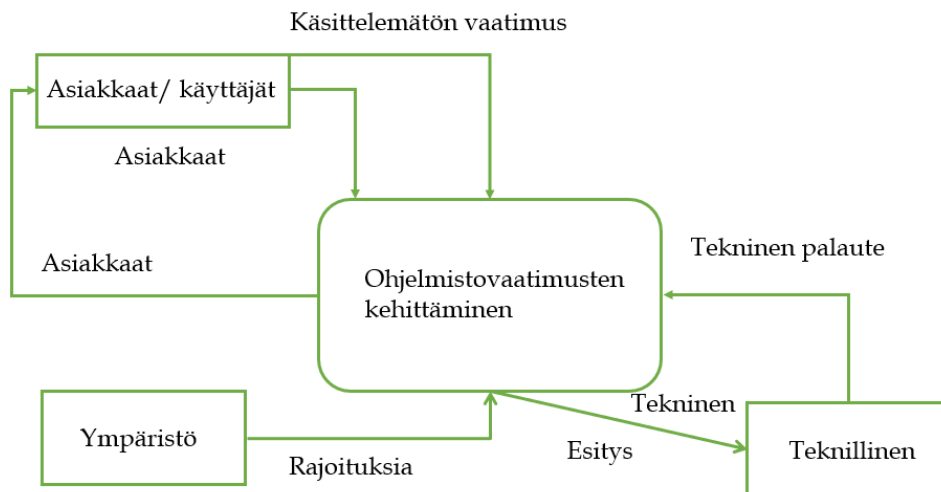 Käsittelemätön vaatimus
Asiakkaat/ käyttäjät
Asiakkaat
Asiakkaat
Tekninen palaute
Ohjelmistovaatimusten
kehittäminen
Ympäristö
Rajoituksia
Tekninen
Esitys
Teknillinen